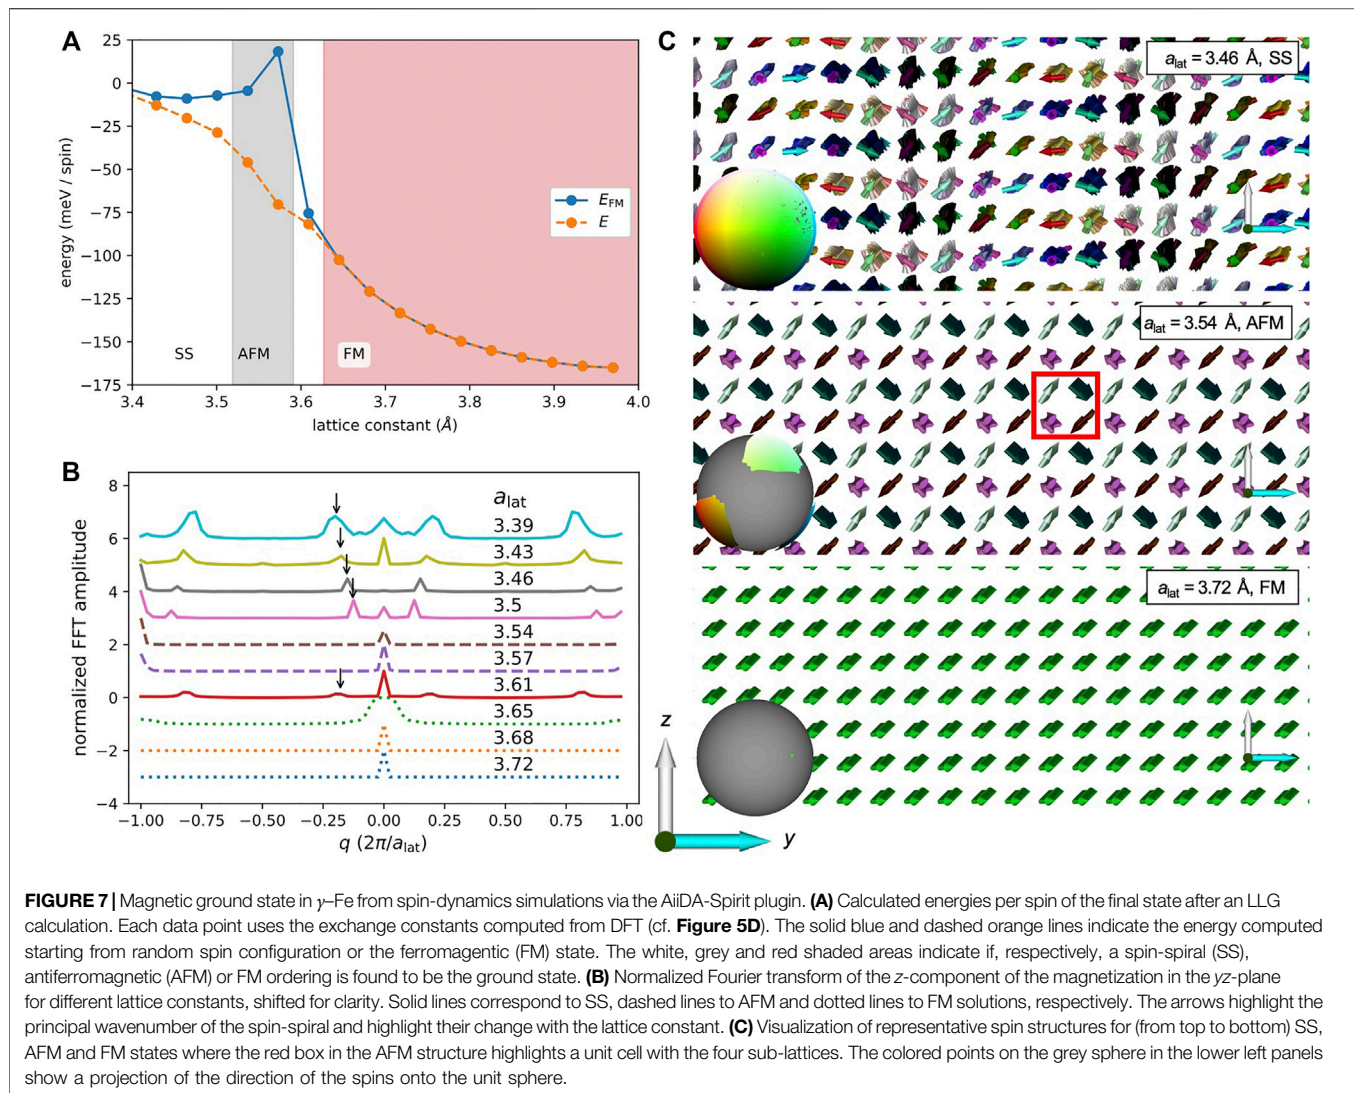 A
25
0
−25
−50
−75
−100
−125
−150
−175
energy (meV / spin)
E_FM
E
SS
AFM
FM
3.4
3.5
3.6
3.7
3.8
3.9
4.0
lattice constant (Å)
B
8
6
4
2
0
−2
−4
normalized FFT amplitude
a_lat
3.39
3.43
3.46
3.5
3.54
3.57
3.61
3.65
3.68
3.72
−1.00
−0.75
−0.50
−0.25
0.00
0.25
0.50
0.75
1.00
q (2π/a_lat)
C
a_lat = 3.46 Å, SS
a_lat = 3.54 Å, AFM
a_lat = 3.72 Å, FM
z
y
FIGURE 7 | Magnetic ground state in γ–Fe from spin-dynamics simulations via the AiiDA-Spirit plugin. (A) Calculated energies per spin of the final state after an LLG
calculation. Each data point uses the exchange constants computed from DFT (cf. Figure 5D). The solid blue and dashed orange lines indicate the energy computed
starting from random spin configuration or the ferromagentic (FM) state. The white, grey and red shaded areas indicate if, respectively, a spin-spiral (SS),
antiferromagnetic (AFM) or FM ordering is found to be the ground state. (B) Normalized Fourier transform of the z-component of the magnetization in the yz-plane
for different lattice constants, shifted for clarity. Solid lines correspond to SS, dashed lines to AFM and dotted lines to FM solutions, respectively. The arrows highlight the
principal wavenumber of the spin-spiral and highlight their change with the lattice constant. (C) Visualization of representative spin structures for (from top to bottom) SS,
AFM and FM states where the red box in the AFM structure highlights a unit cell with the four sub-lattices. The colored points on the grey sphere in the lower left panels
show a projection of the direction of the spins onto the unit sphere.